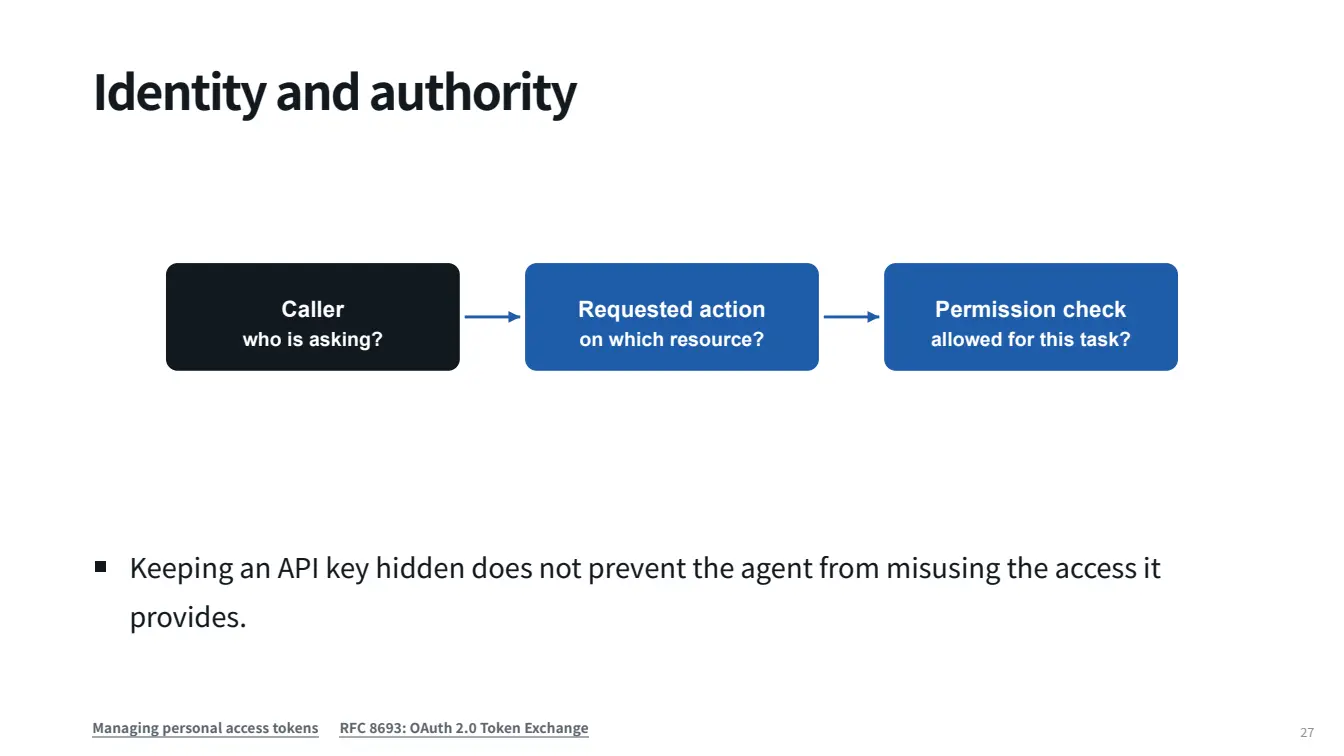 Identity and authority
Caller
who is asking?
Requested action
on which resource?
Permission check
allowed for this task?
Keeping an API key hidden does not prevent the agent from misusing the access it
provides.
Managing personal access tokens RFC 8693: OAuth 2.0 Token Exchange
27